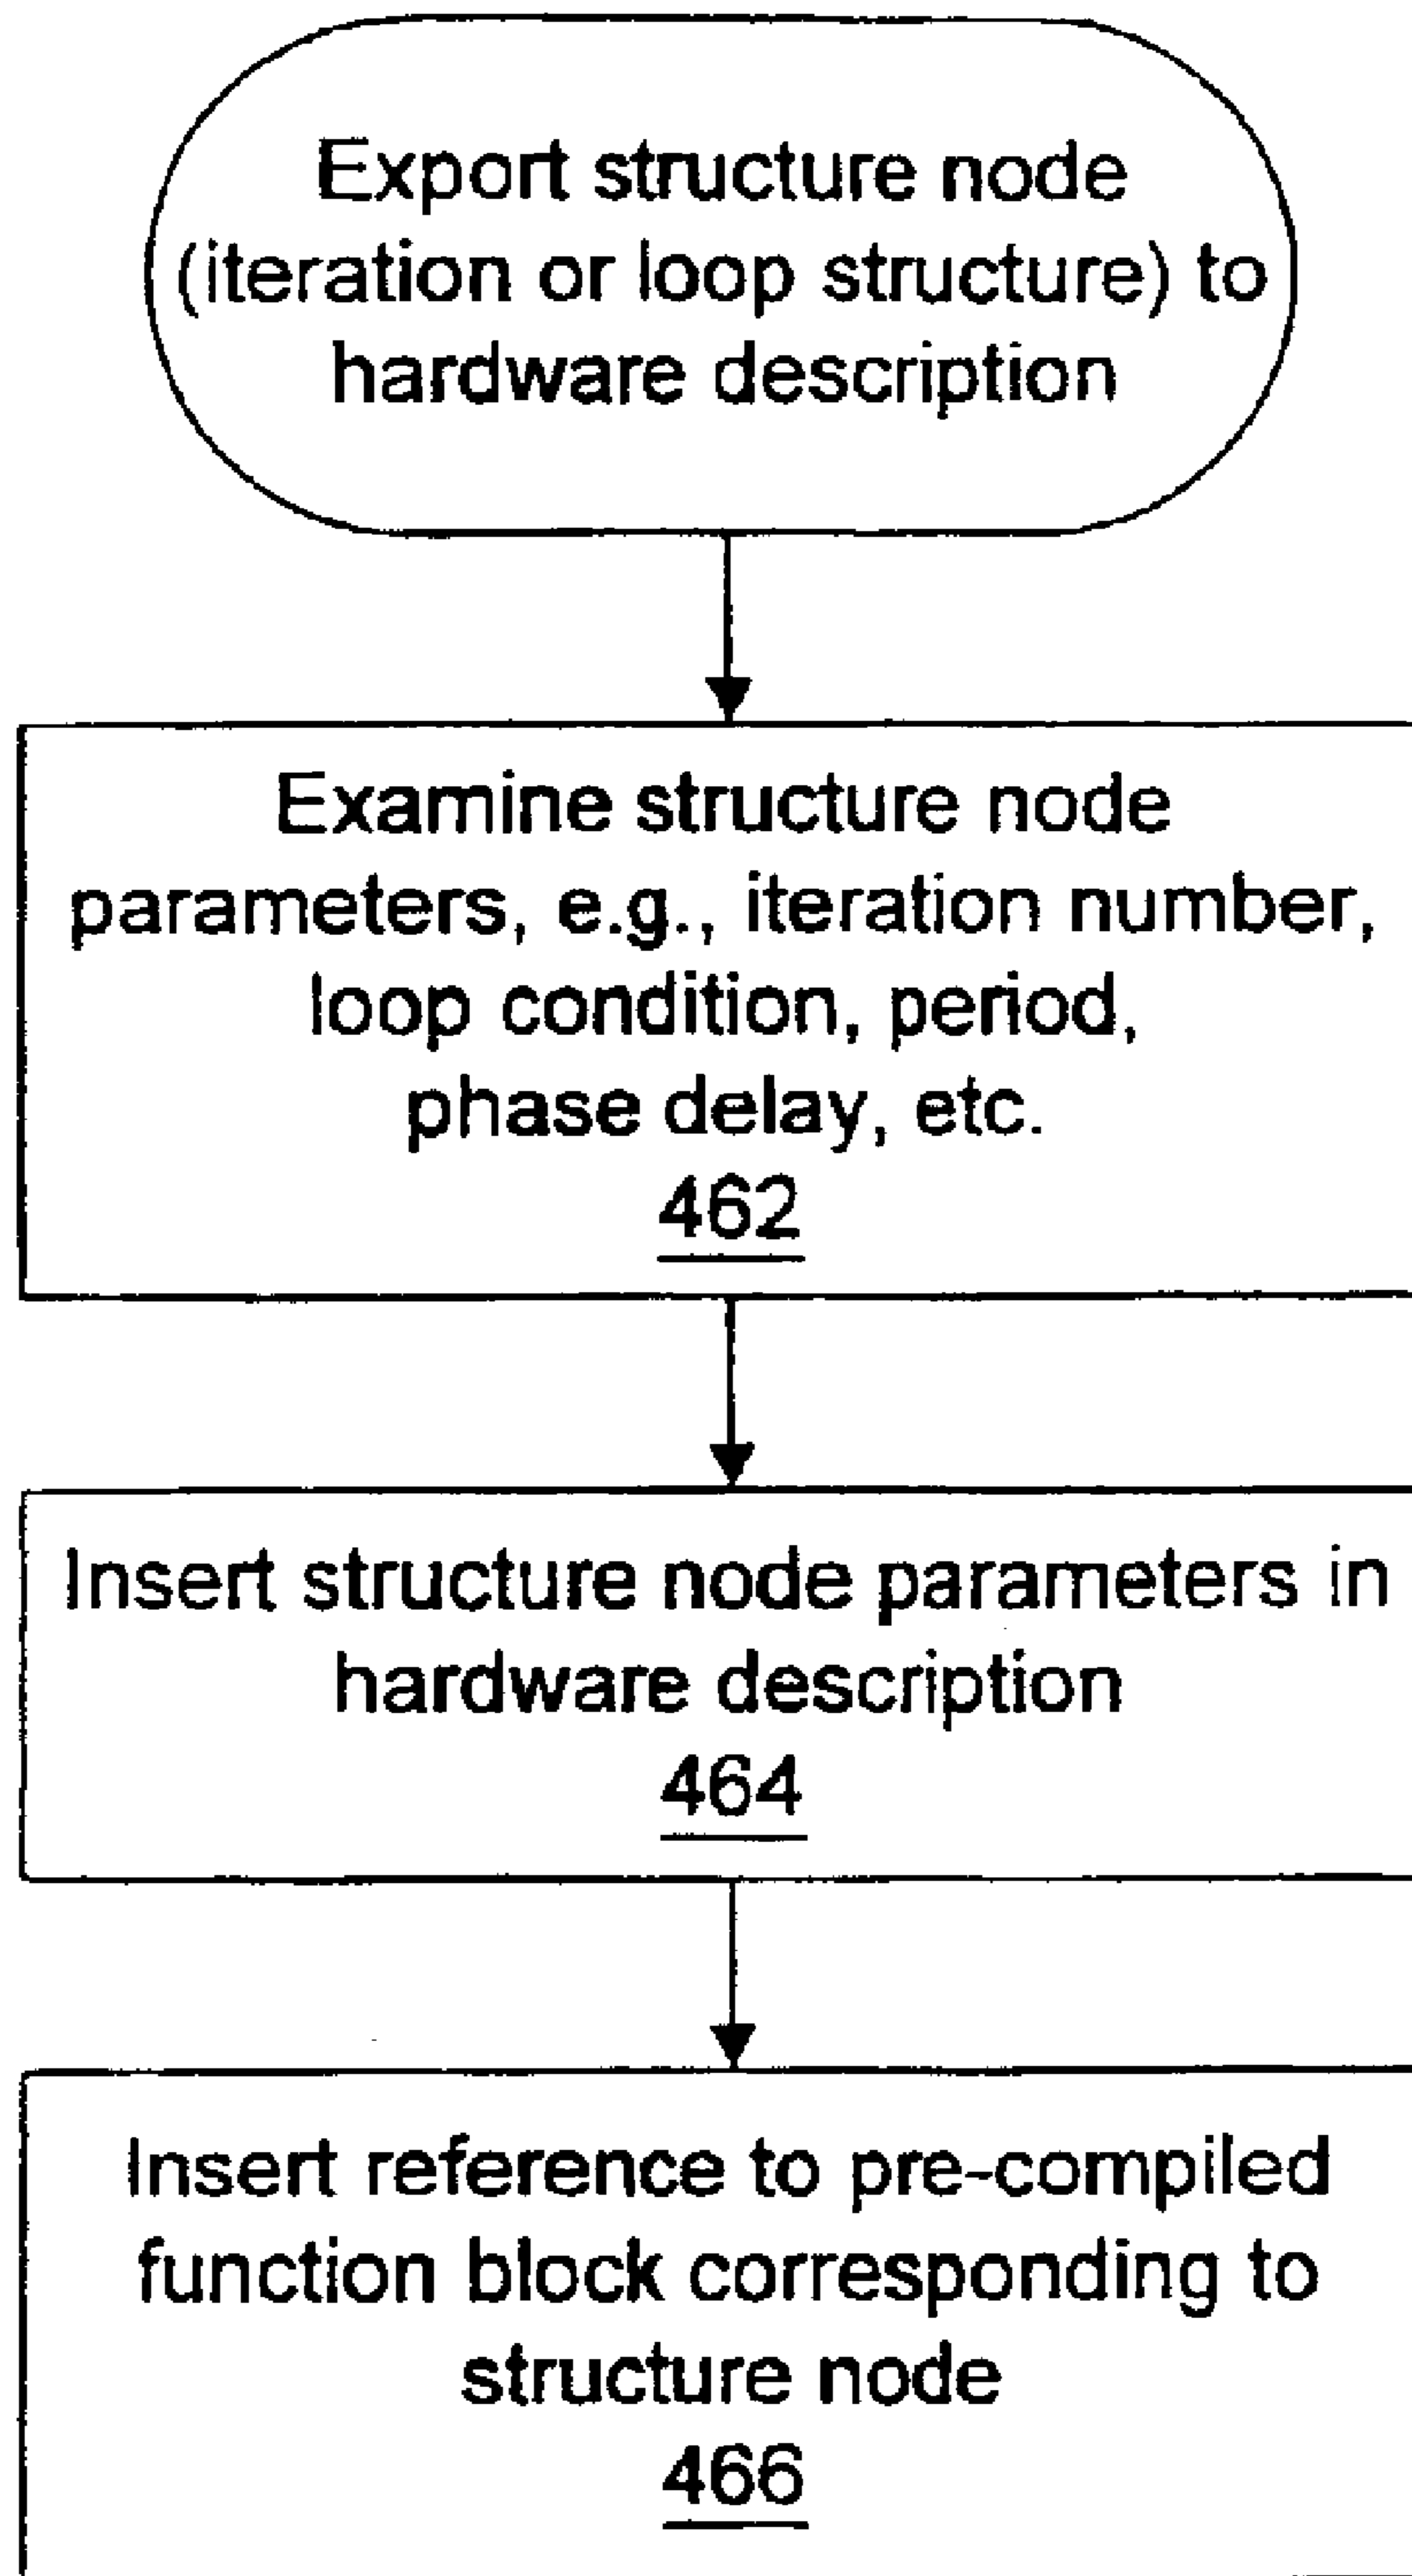 Export structure node
(iteration or loop structure) to
hardware description
Examine structure node
parameters, e.g., iteration number,
loop condition, period,
phase delay, etc.
462
Insert structure node parameters in
hardware description
464
Insert reference to pre-compiled
function block corresponding to
structure node
466